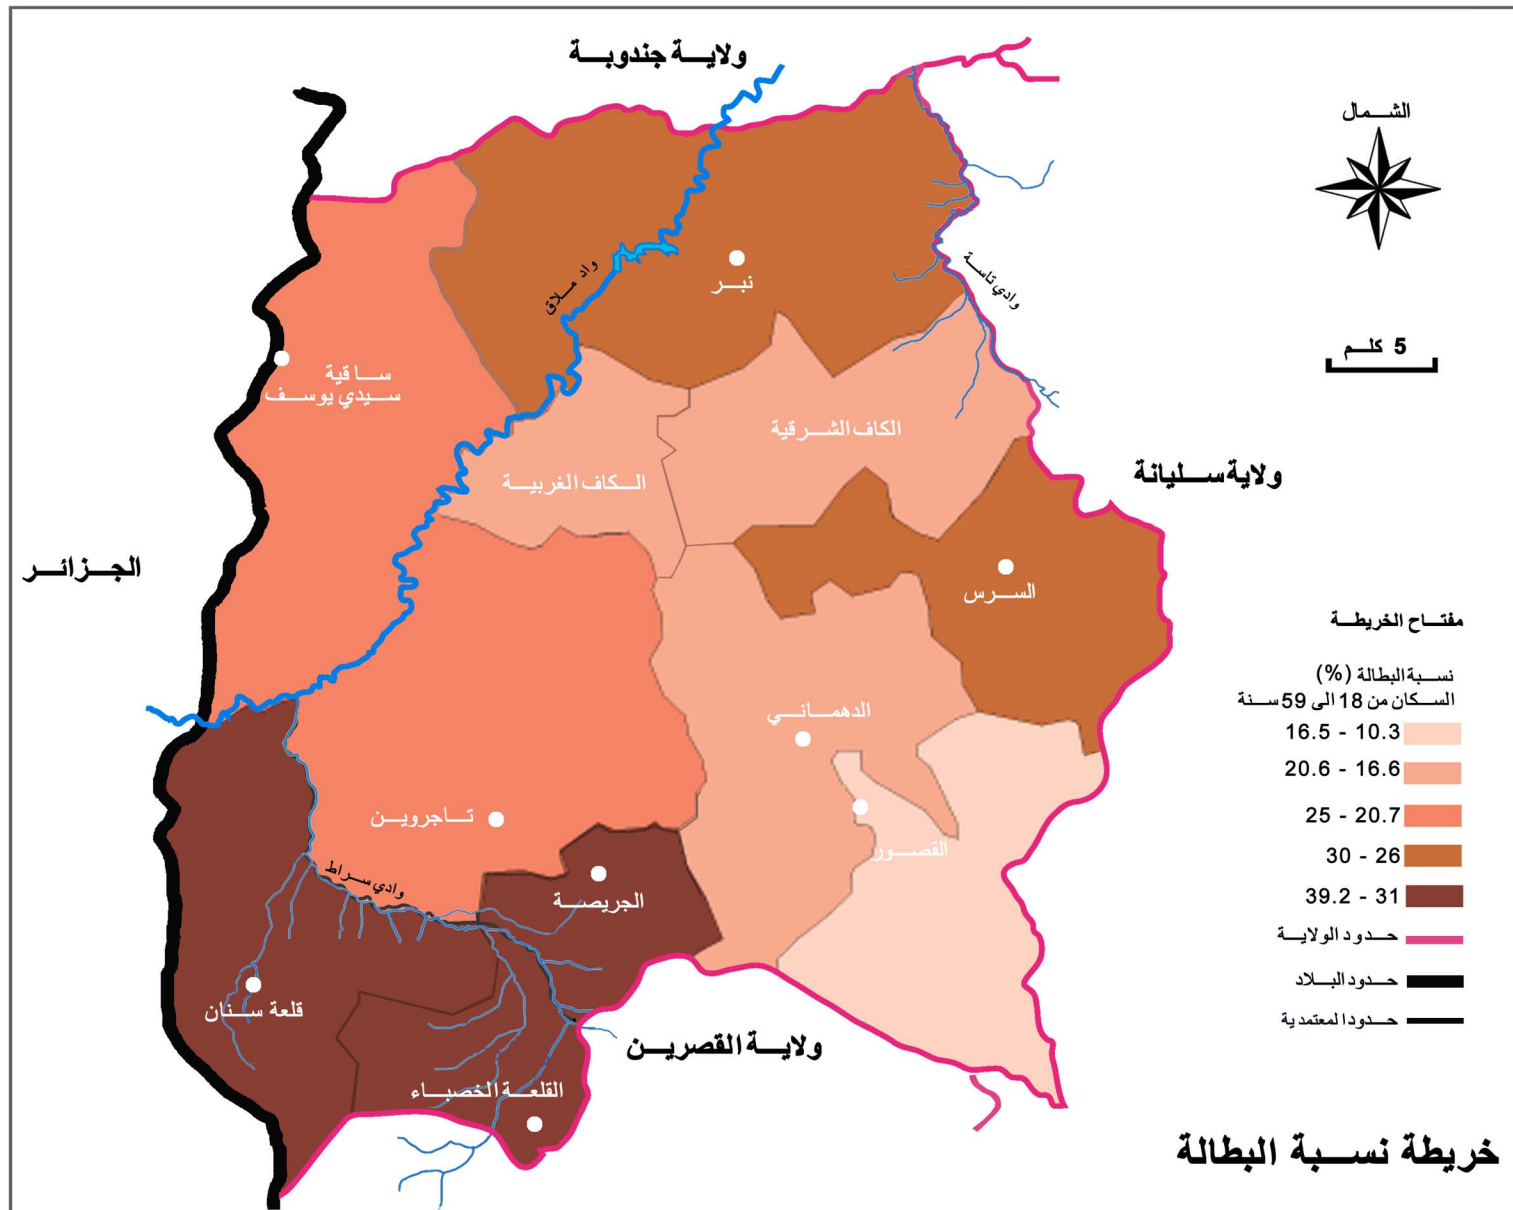 ولاية جندوبة
الشمال
واد ملاق
نبر
وادي تاسة
5 كلم
ساقية
سيدي يوسف
الكاف الشرقية
الكاف الغربية
ولاية سليانة
الجزائر
السرس
مفتاح الخريطة
نسبة البطالة (%)
السكان من 18 الى 59 سنة
16.5 - 10.3
20.6 - 16.6
25 - 20.7
30 - 26
39.2 - 31
حدود الولاية
حدود البلاد
حدود المعتمدية
الدهماني
تاجروين
القصور
وادي سراط
الجريصة
قلعة سنان
ولاية القصرين
القلعة الخصباء
خريطة نسبة البطالة